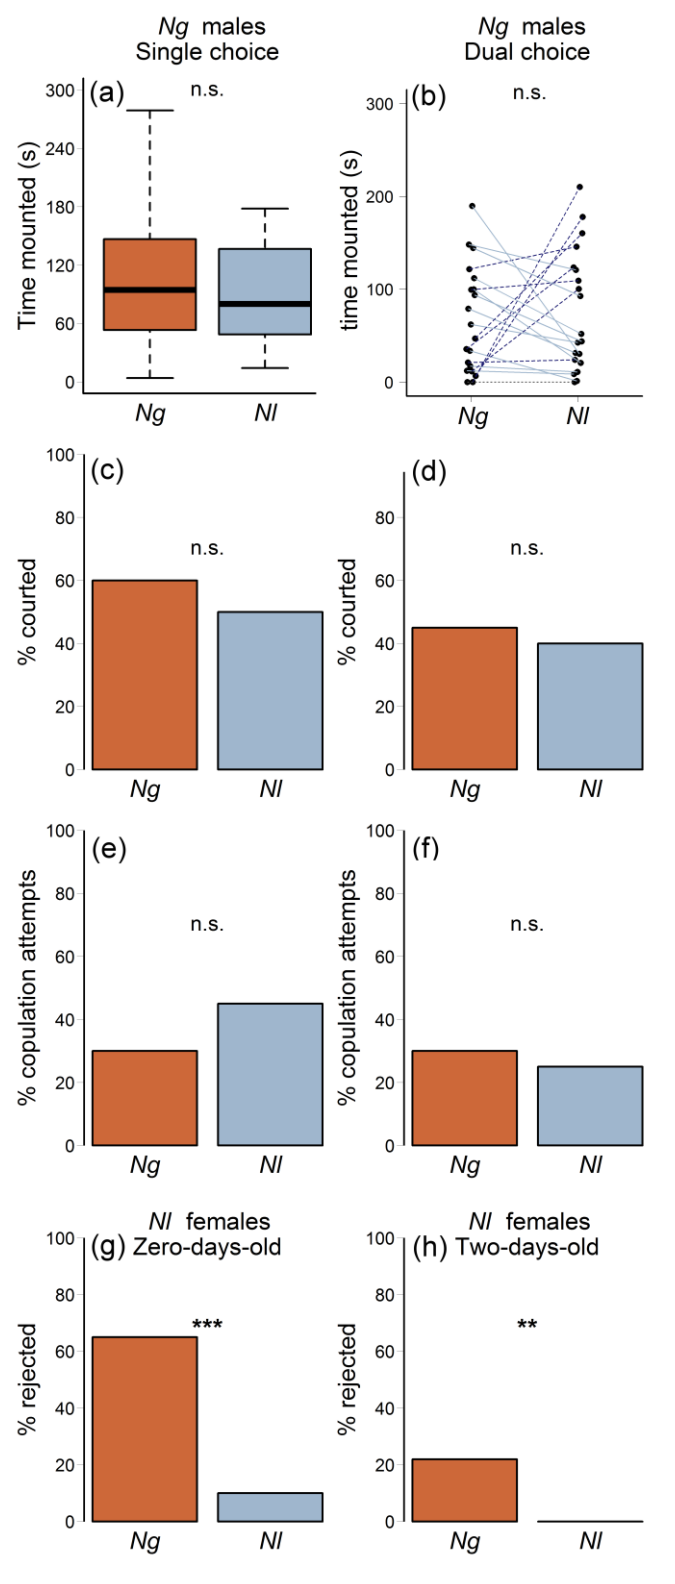 Ng males
Single choice
Ng males
Dual choice
(a)
n.s.
300
240
180
120
60
0
Time mounted (s)
Ng
Nl
(b)
n.s.
300
200
100
0
time mounted (s)
Ng
Nl
(c)
n.s.
100
80
60
40
20
0
% courted
Ng
Nl
(d)
n.s.
80
60
40
20
0
% courted
Ng
Nl
(e)
n.s.
100
80
60
40
20
0
% copulation attempts
Ng
Nl
(f)
n.s.
100
80
60
40
20
0
% copulation attempts
Ng
Nl
Nl females
(g) Zero-days-old
***
100
80
60
40
20
0
% rejected
Ng
Nl
Nl females
(h) Two-days-old
**
100
80
60
40
20
0
% rejected
Ng
Nl